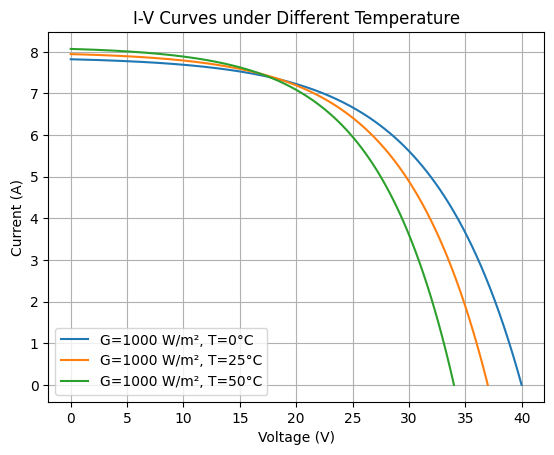 I-V Curves under Different Temperature
Current (A)
8
7
6
5
4
3
2
1
0
G=1000 W/m², T=0°C
G=1000 W/m², T=25°C
G=1000 W/m², T=50°C
0 5 10 15 20 25 30 35 40
Voltage (V)